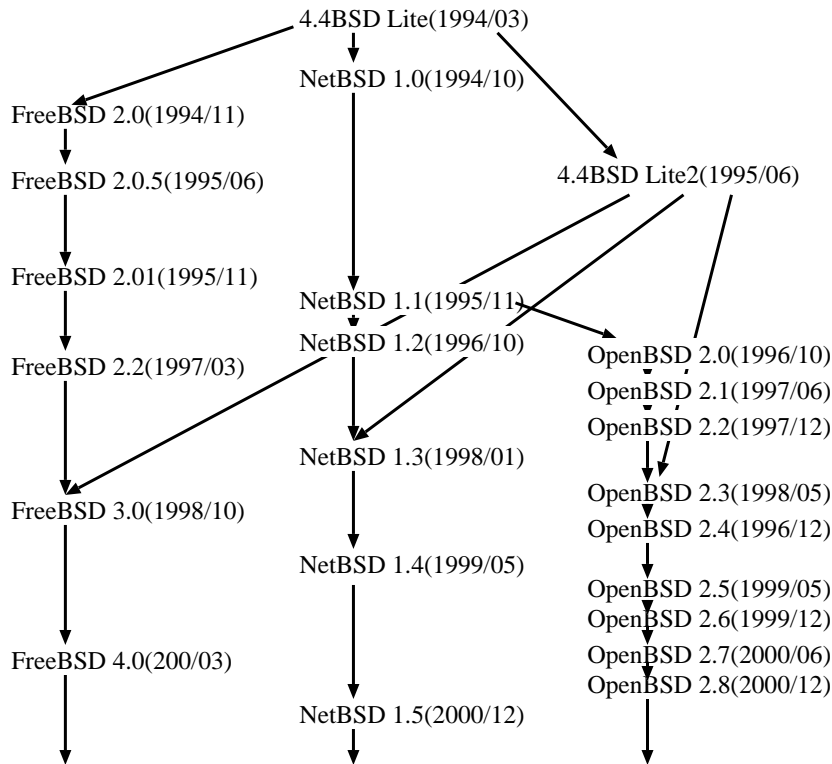 4.4BSD Lite(1994/03)
NetBSD 1.0(1994/10)
FreeBSD 2.0(1994/11)
4.4BSD Lite2(1995/06)
FreeBSD 2.0.5(1995/06)
FreeBSD 2.01(1995/11)
NetBSD 1.1(1995/11)
NetBSD 1.2(1996/10)
OpenBSD 2.0(1996/10)
FreeBSD 2.2(1997/03)
OpenBSD 2.1(1997/06)
OpenBSD 2.2(1997/12)
NetBSD 1.3(1998/01)
OpenBSD 2.3(1998/05)
FreeBSD 3.0(1998/10)
OpenBSD 2.4(1996/12)
NetBSD 1.4(1999/05)
OpenBSD 2.5(1999/05)
OpenBSD 2.6(1999/12)
OpenBSD 2.7(2000/06)
FreeBSD 4.0(200/03)
OpenBSD 2.8(2000/12)
NetBSD 1.5(2000/12)